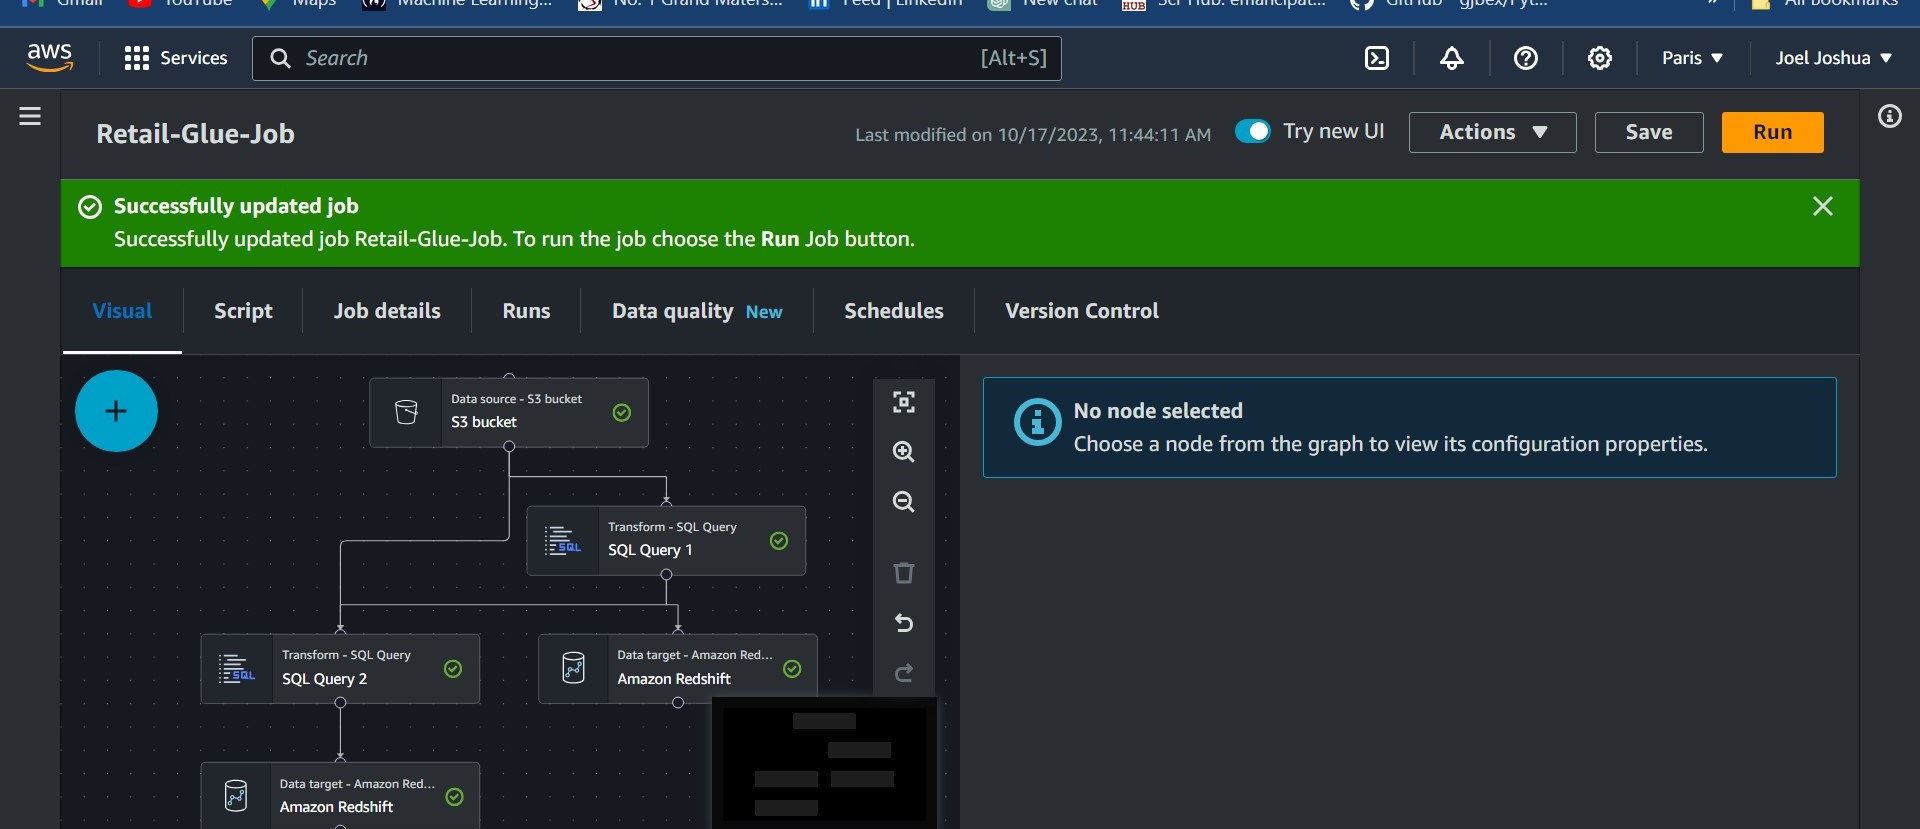 Gmail YouTube Maps Machine Learning... No. 1 Grand Maters... Feed | LinkedIn New chat Sci-Hub: emancipat... GitHub - gjbex/Pyt... » All Bookmarks
aws Services Search [Alt+S] Paris ▼ Joel Joshua ▼
Retail-Glue-Job
Last modified on 10/17/2023, 11:44:11 AM Try new UI Actions ▼ Save Run
Successfully updated job
Successfully updated job Retail-Glue-Job. To run the job choose the Run Job button.
Visual Script Job details Runs Data quality New Schedules Version Control
Data source - S3 bucket
S3 bucket
No node selected
Choose a node from the graph to view its configuration properties.
Transform - SQL Query
SQL
SQL Query 1
Transform - SQL Query
SQL
SQL Query 2
Data target - Amazon Red...
Amazon Redshift
Data target - Amazon Red...
Amazon Redshift